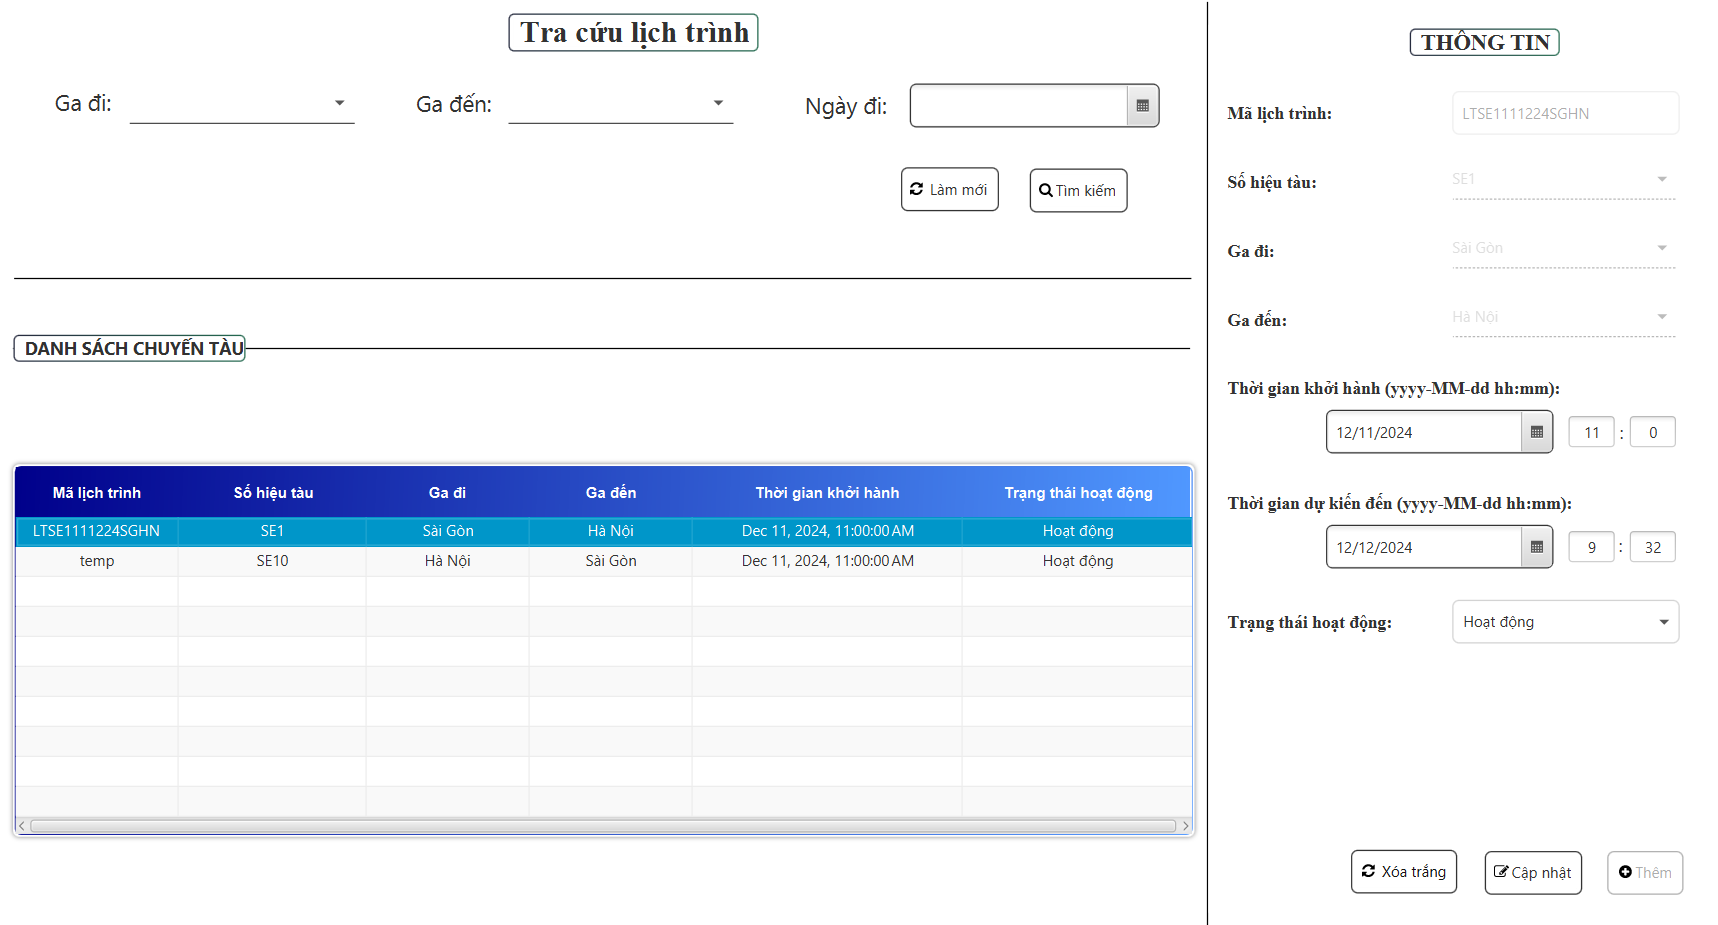 Tra cứu lịch trình
Ga đi:
Ga đến:
Ngày đi:
Làm mới
Tìm kiếm
DANH SÁCH CHUYẾN TÀU
Mã lịch trình Số hiệu tàu Ga đi Ga đến Thời gian khởi hành Trạng thái hoạt động
LTSE1111224SGHN SE1 Sài Gòn Hà Nội Dec 11, 2024, 11:00:00 AM Hoạt động
temp SE10 Hà Nội Sài Gòn Dec 11, 2024, 11:00:00 AM Hoạt động
THÔNG TIN
Mã lịch trình: LTSE1111224SGHN
Số hiệu tàu: SE1
Ga đi: Sài Gòn
Ga đến: Hà Nội
Thời gian khởi hành (yyyy-MM-dd hh:mm):
12/11/2024 11 : 0
Thời gian dự kiến đến (yyyy-MM-dd hh:mm):
12/12/2024 9 : 32
Trạng thái hoạt động: Hoạt động
Xóa trắng
Cập nhật
Thêm